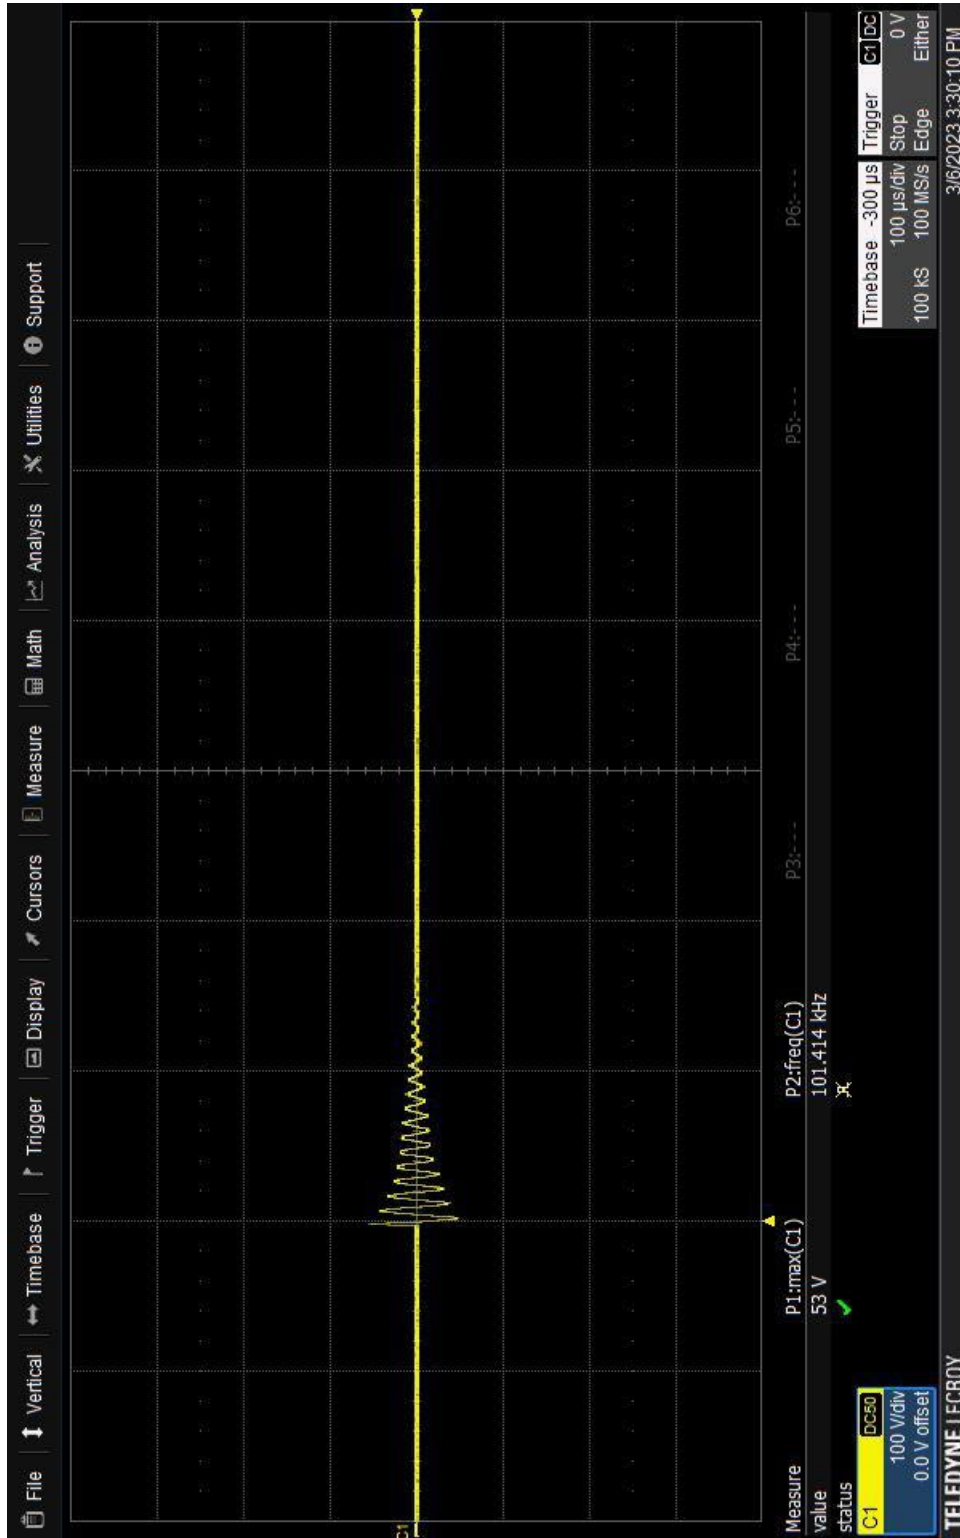 File Vertical Timebase Trigger Display Cursors Measure Math Analysis Utilities Support
C1
Measure P1:max(C1) P2:freq(C1) P3:- - - P4:- - - P5:- - - P6:- - -
value 53 V 101.414 kHz
status
C1 DC50
100 V/div
0.0 V offset
Timebase -300 µs
100 µs/div
100 kS 100 MS/s
Trigger C1 DC
Stop 0 V
Edge Either
TELEDYNE LECROY 3/6/2023 3:30:10 PM